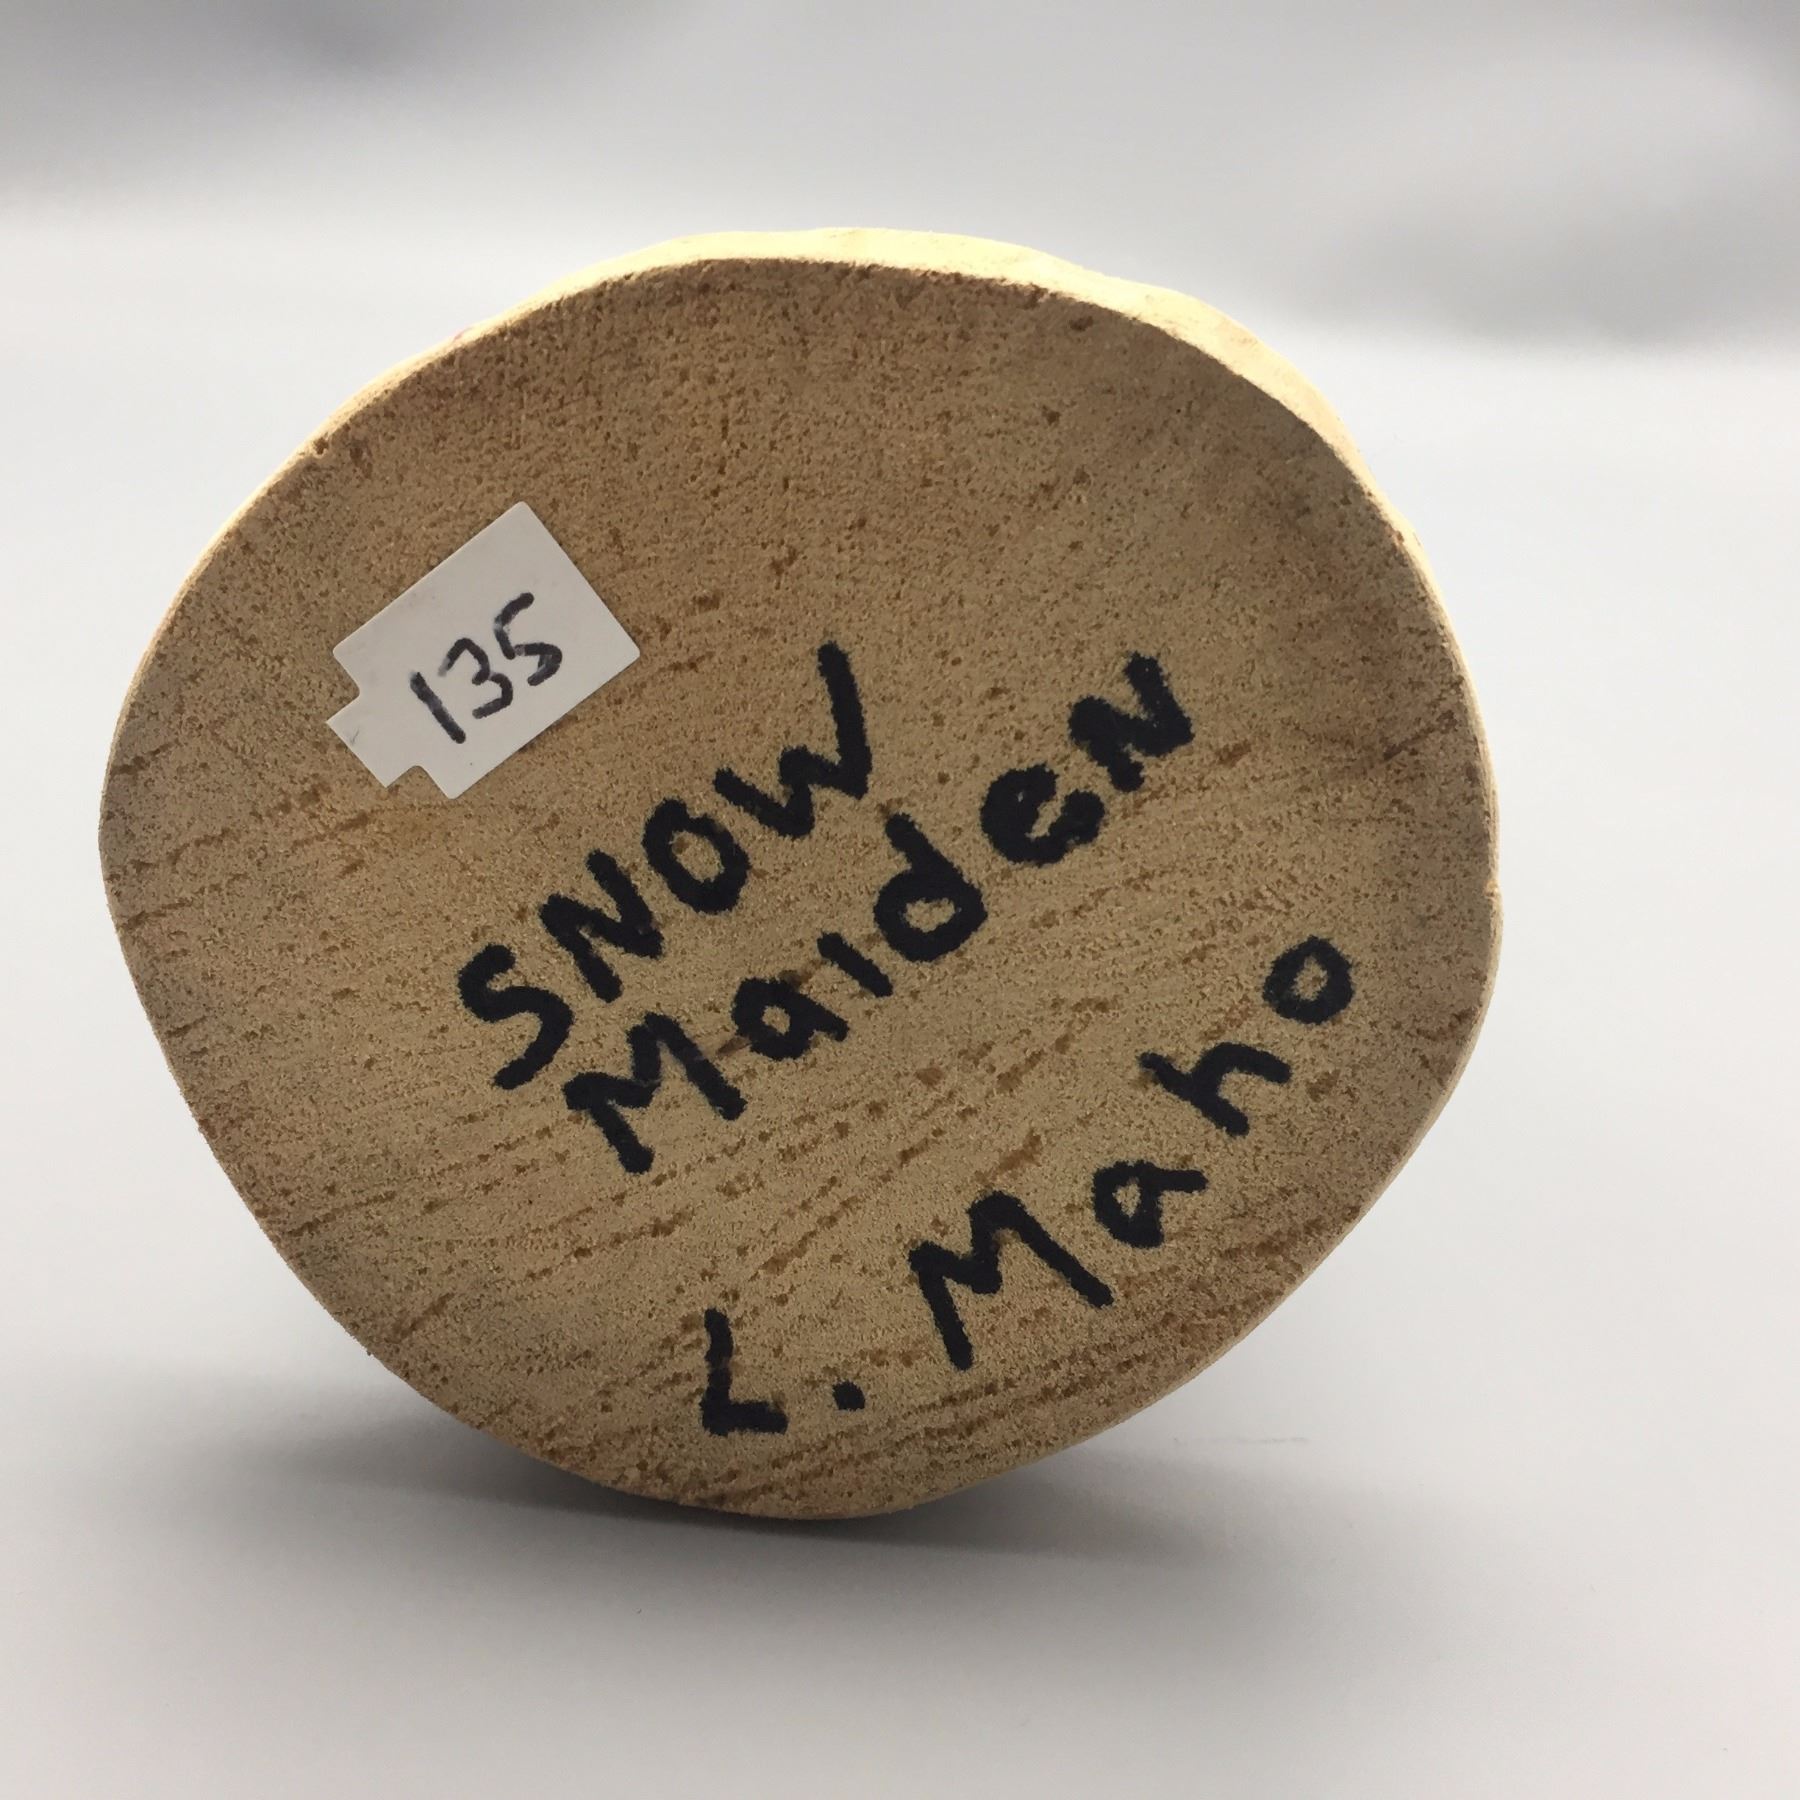 135
SNOW
MaideN
L. Maho